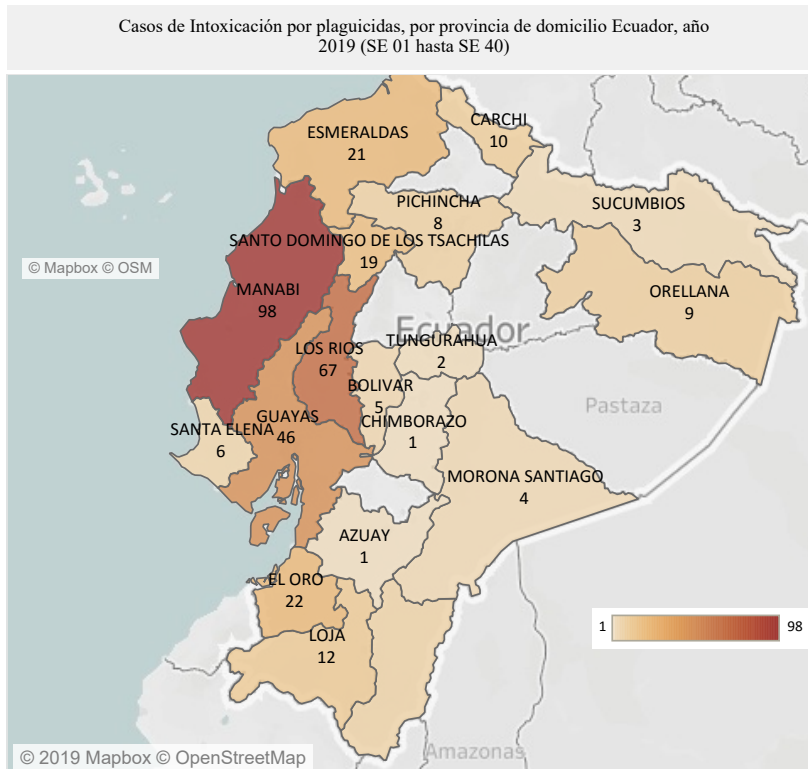 Casos de Intoxicación por plaguicidas, por provincia de domicilio Ecuador, año
2019 (SE 01 hasta SE 40)
CARCHI
10
ESMERALDAS
21
PICHINCHA
8
SUCUMBIOS
3
SANTO DOMINGO DE LOS TSACHILAS
19
© Mapbox © OSM
MANABI
98
ORELLANA
9
Ecuador
TUNGURAHUA
2
LOS RIOS
67
BOLIVAR
5
Pastaza
GUAYAS
46
CHIMBORAZO
1
SANTA ELENA
6
MORONA SANTIAGO
4
AZUAY
1
EL ORO
22
1 98
LOJA
12
Amazonas
© 2019 Mapbox © OpenStreetMap